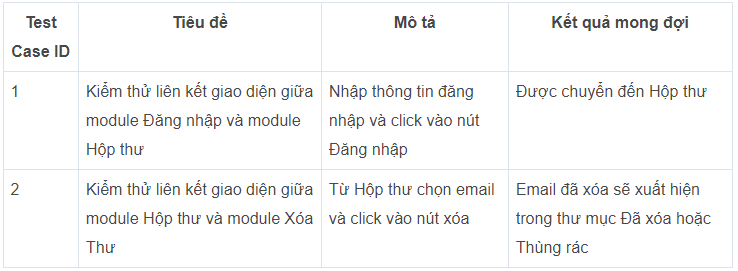 Test Case ID
Tiêu đề
Mô tả
Kết quả mong đợi
1
Kiểm thử liên kết giao diện giữa
module Đăng nhập và module
Hộp thư
Nhập thông tin đăng
nhập và click vào nút
Đăng nhập
Được chuyển đến Hộp thư
2
Kiểm thử liên kết giao diện giữa
module Hộp thư và module Xóa
Thư
Từ Hộp thư chọn email
và click vào nút xóa
Email đã xóa sẽ xuất hiện
trong thư mục Đã xóa hoặc
Thùng rác